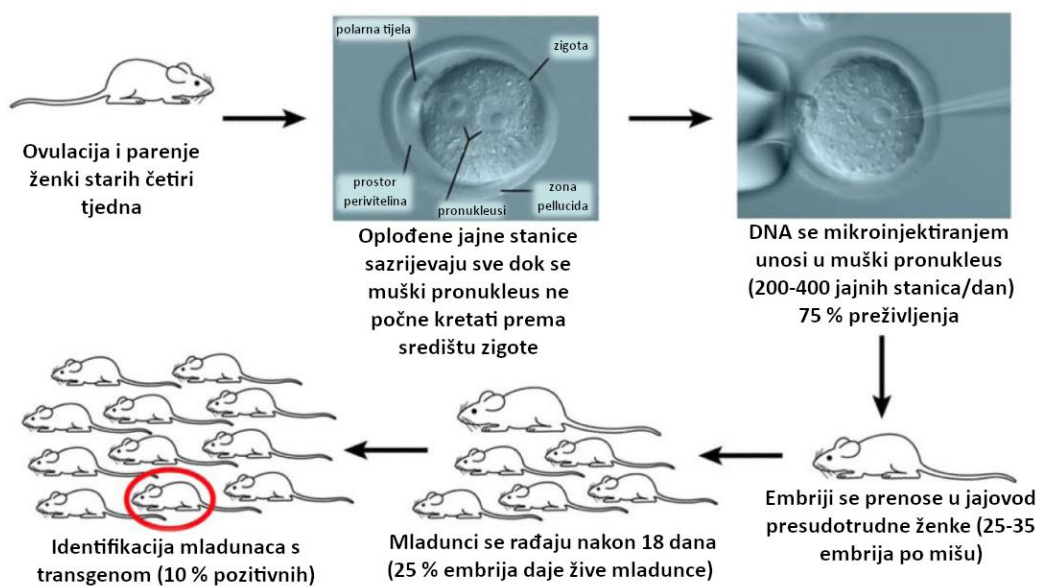 Ovulacija i parenje
ženki starih četiri
tjedna
polarna tijela
zigota
prostor
perivitelina
pronukleusi
zona
pellucida
Oplođene jajne stanice
sazrijevaju sve dok se
muški pronukleus ne
počne kretati prema
središtu zigote
DNA se mikroinjektiranjem
unosi u muški pronukleus
(200-400 jajnih stanica/dan)
75 % preživljenja
Embriji se prenose u jajovod
presudotrudne ženke (25-35
embrija po mišu)
Mladunci se rađaju nakon 18 dana
(25 % embrija daje žive mladunce)
Identifikacija mladunaca s
transgenom (10 % pozitivnih)